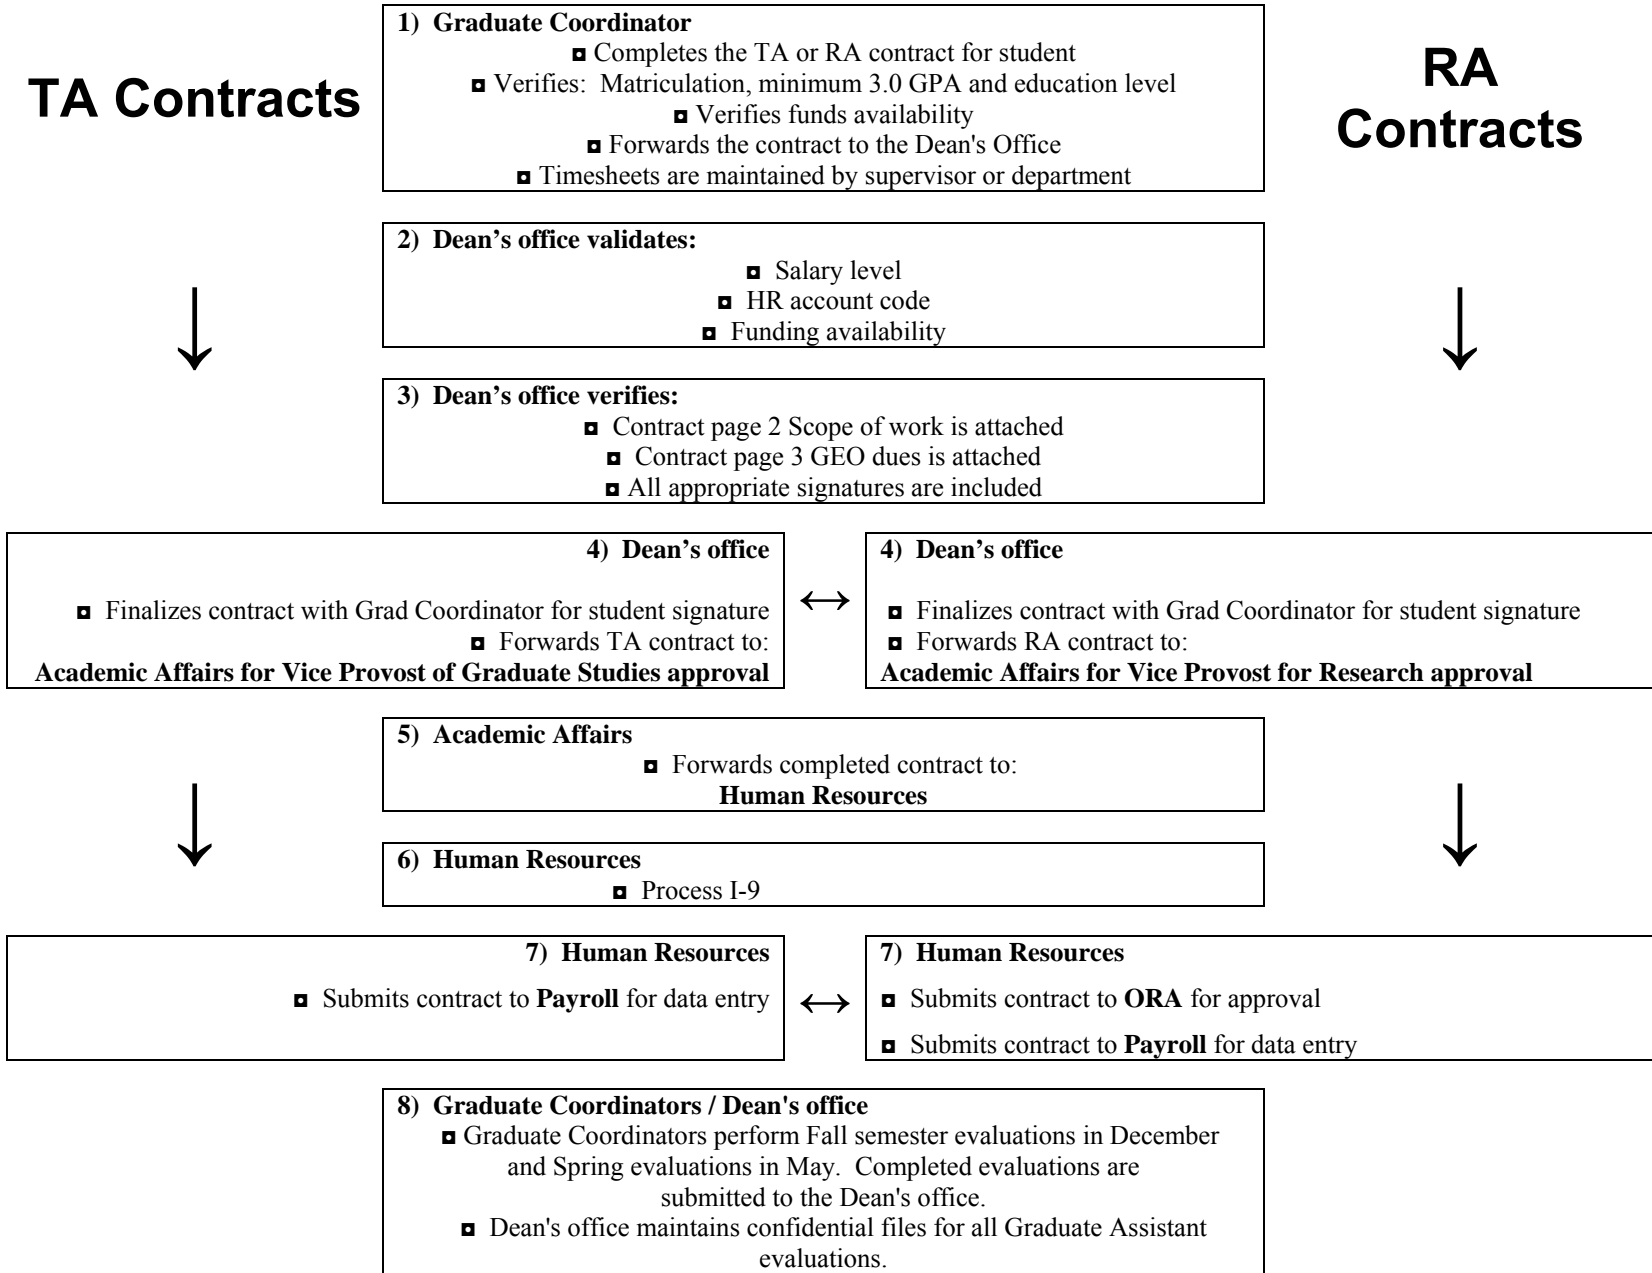 TA Contracts
RA
Contracts
1) Graduate Coordinator
◘ Completes the TA or RA contract for student
◘ Verifies: Matriculation, minimum 3.0 GPA and education level
◘ Verifies funds availability
◘ Forwards the contract to the Dean's Office
◘ Timesheets are maintained by supervisor or department
2) Dean’s office validates:
◘ Salary level
◘ HR account code
◘ Funding availability
↓
↓
3) Dean’s office verifies:
◘ Contract page 2 Scope of work is attached
◘ Contract page 3 GEO dues is attached
◘ All appropriate signatures are included
4) Dean’s office
◘ Finalizes contract with Grad Coordinator for student signature
◘ Forwards TA contract to:
Academic Affairs for Vice Provost of Graduate Studies approval
↔
4) Dean’s office
◘ Finalizes contract with Grad Coordinator for student signature
◘ Forwards RA contract to:
Academic Affairs for Vice Provost for Research approval
5) Academic Affairs
◘ Forwards completed contract to:
Human Resources
↓
↓
6) Human Resources
◘ Process I-9
7) Human Resources
◘ Submits contract to Payroll for data entry
↔
7) Human Resources
◘ Submits contract to ORA for approval
◘ Submits contract to Payroll for data entry
8) Graduate Coordinators / Dean's office
◘ Graduate Coordinators perform Fall semester evaluations in December
and Spring evaluations in May. Completed evaluations are
submitted to the Dean's office.
◘ Dean's office maintains confidential files for all Graduate Assistant
evaluations.